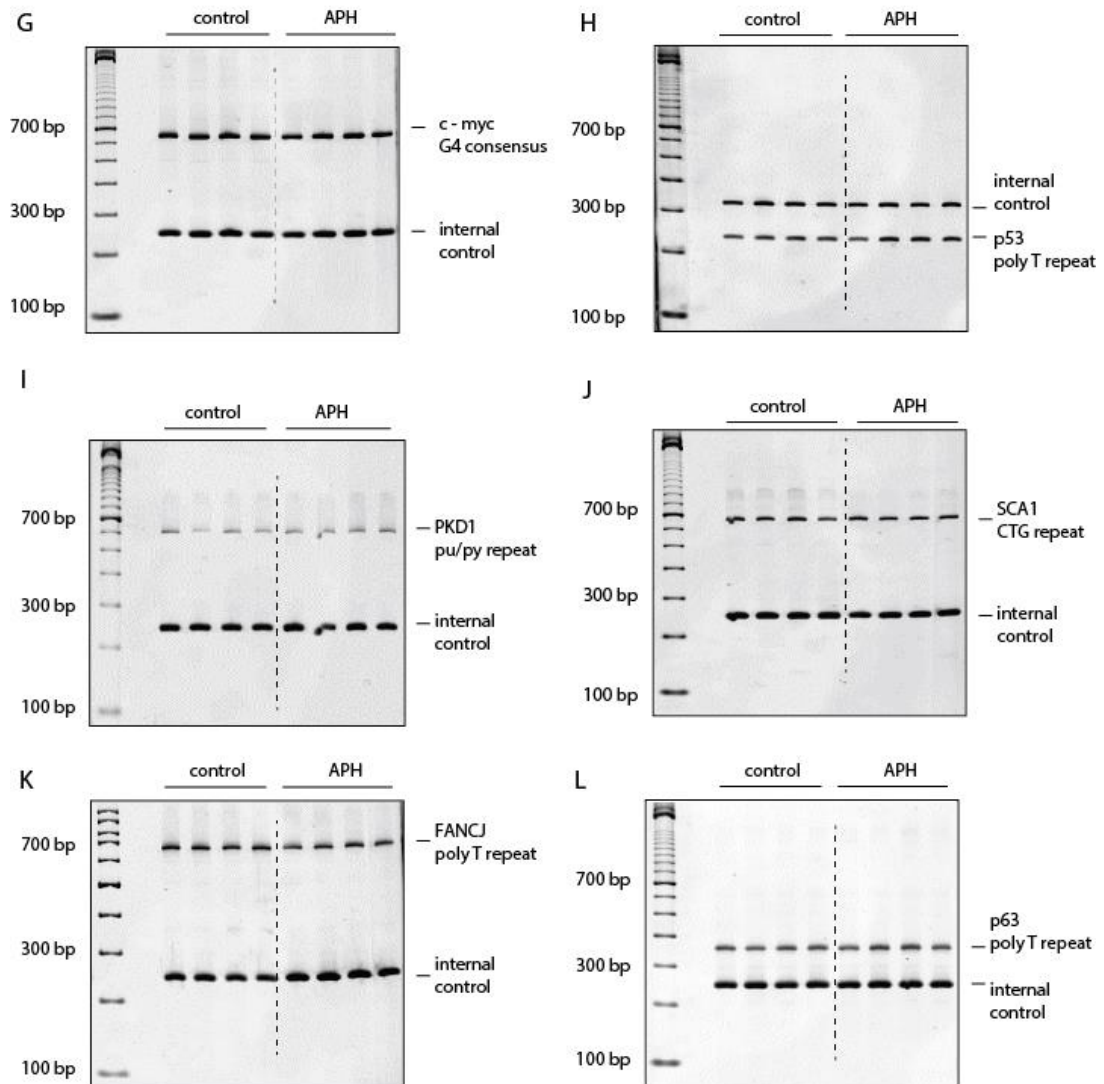 G
control APH
700 bp
300 bp
100 bp
c - myc
G4 consensus
internal
control
H
control APH
700 bp
300 bp
100 bp
internal
control
p53
poly T repeat
I
control APH
700 bp
300 bp
100 bp
PKD1
pu/py repeat
internal
control
J
control APH
700 bp
300 bp
100 bp
SCA1
CTG repeat
internal
control
K
control APH
700 bp
300 bp
100 bp
FANCJ
poly T repeat
internal
control
L
control APH
700 bp
300 bp
100 bp
p63
poly T repeat
internal
control